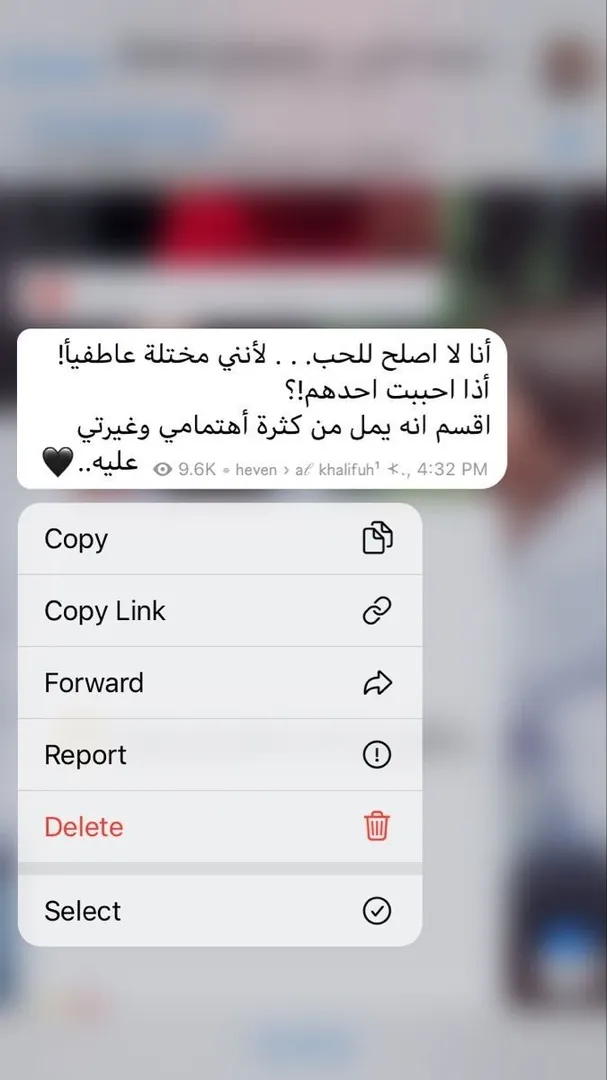 أنا لا اصلح للحب. . . لأنني مختلة عاطفياً!
أذا احببت احدهم!؟
اقسم انه يمل من كثرة أهتمامي وغيرتي
عليه..🖤
9.6K • heven › aℓ khalifuh¹ ⵣ., 4:32 PM
Copy
Copy Link
Forward
Report
Delete
Select